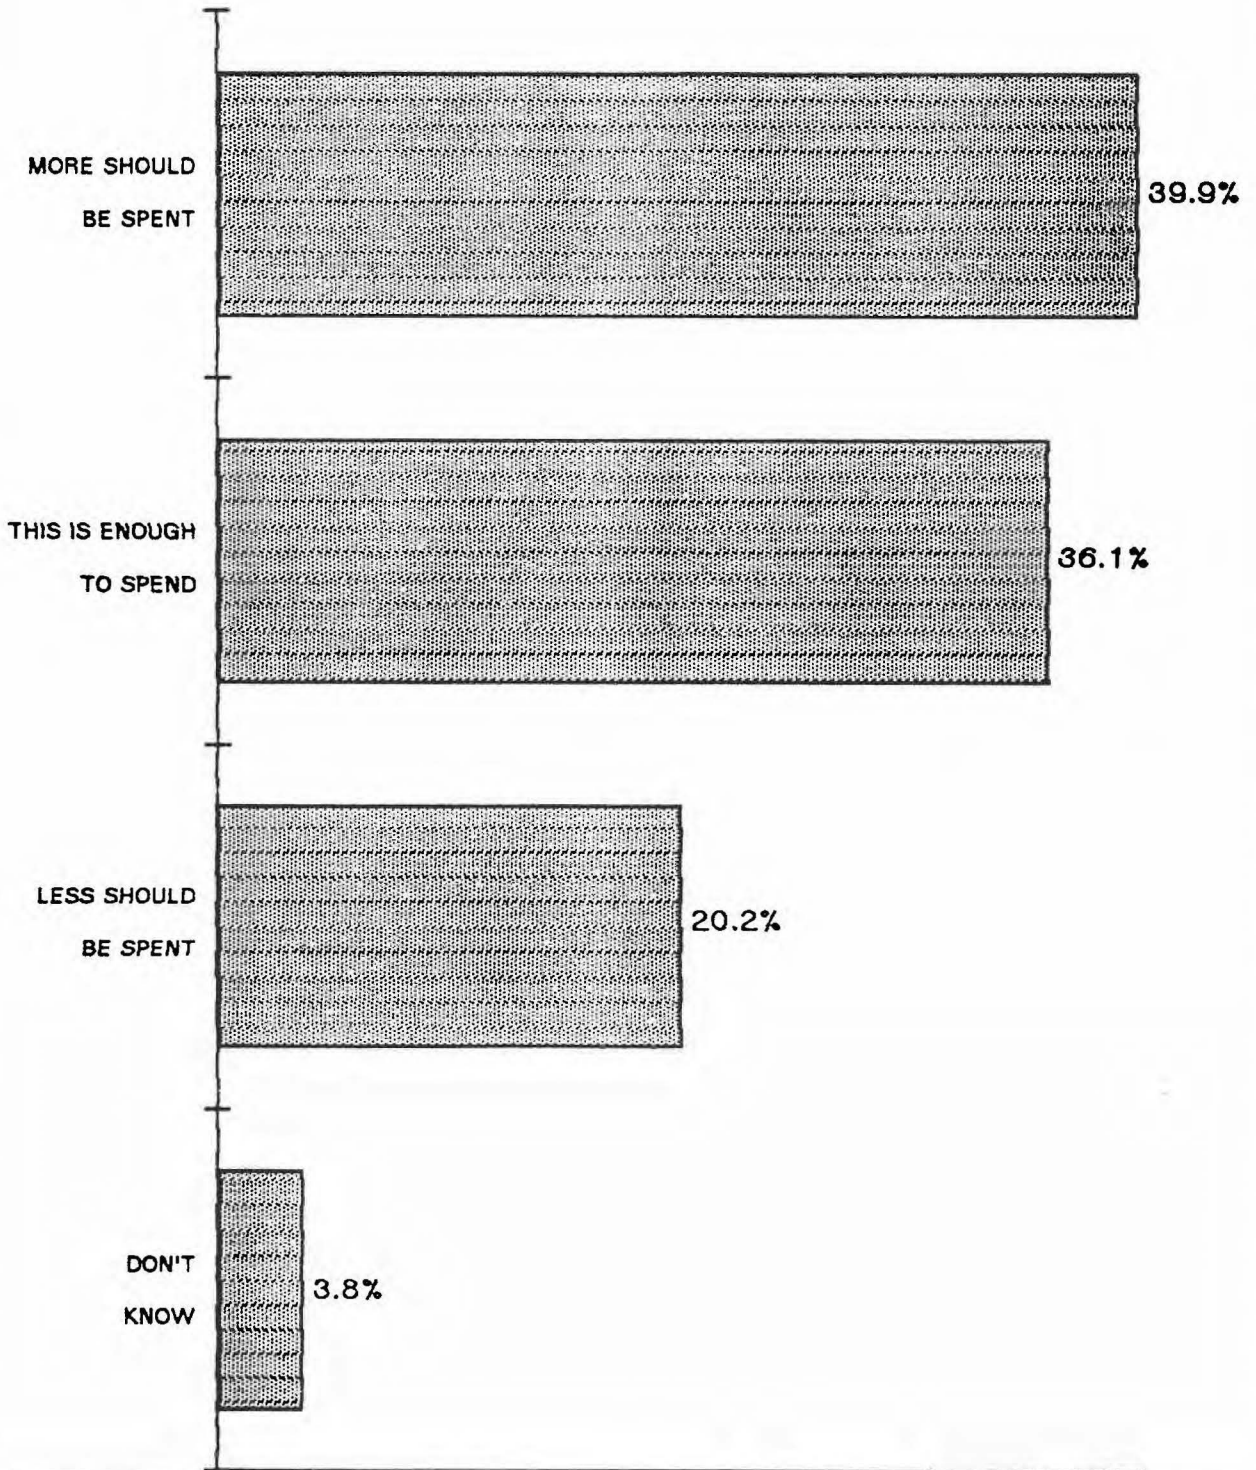 MORE SHOULD
BE SPENT
39.9%
THIS IS ENOUGH
TO SPEND
36.1%
LESS SHOULD
BE SPENT
20.2%
DON'T
KNOW
3.8%